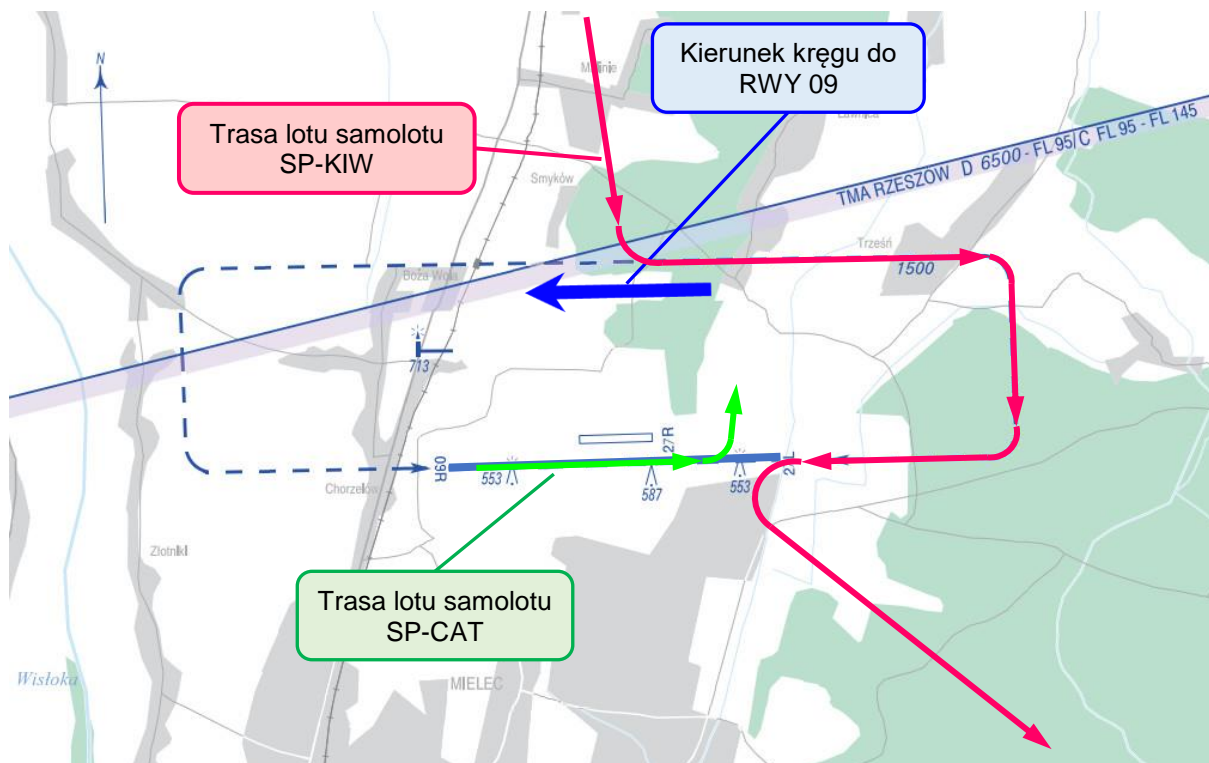 N
Kierunek kręgu do
RWY 09
Trasa lotu samolotu
SP-KIW
Smyków
TMA RZESZÓW D 6500 - FL 95/C FL 95 - FL 145
Trześń
1500
Boża Wola
713
27R
09R
553
587
553
Chorzelów
Złotniki
Trasa lotu samolotu
SP-CAT
Wisłoka
MIELEC